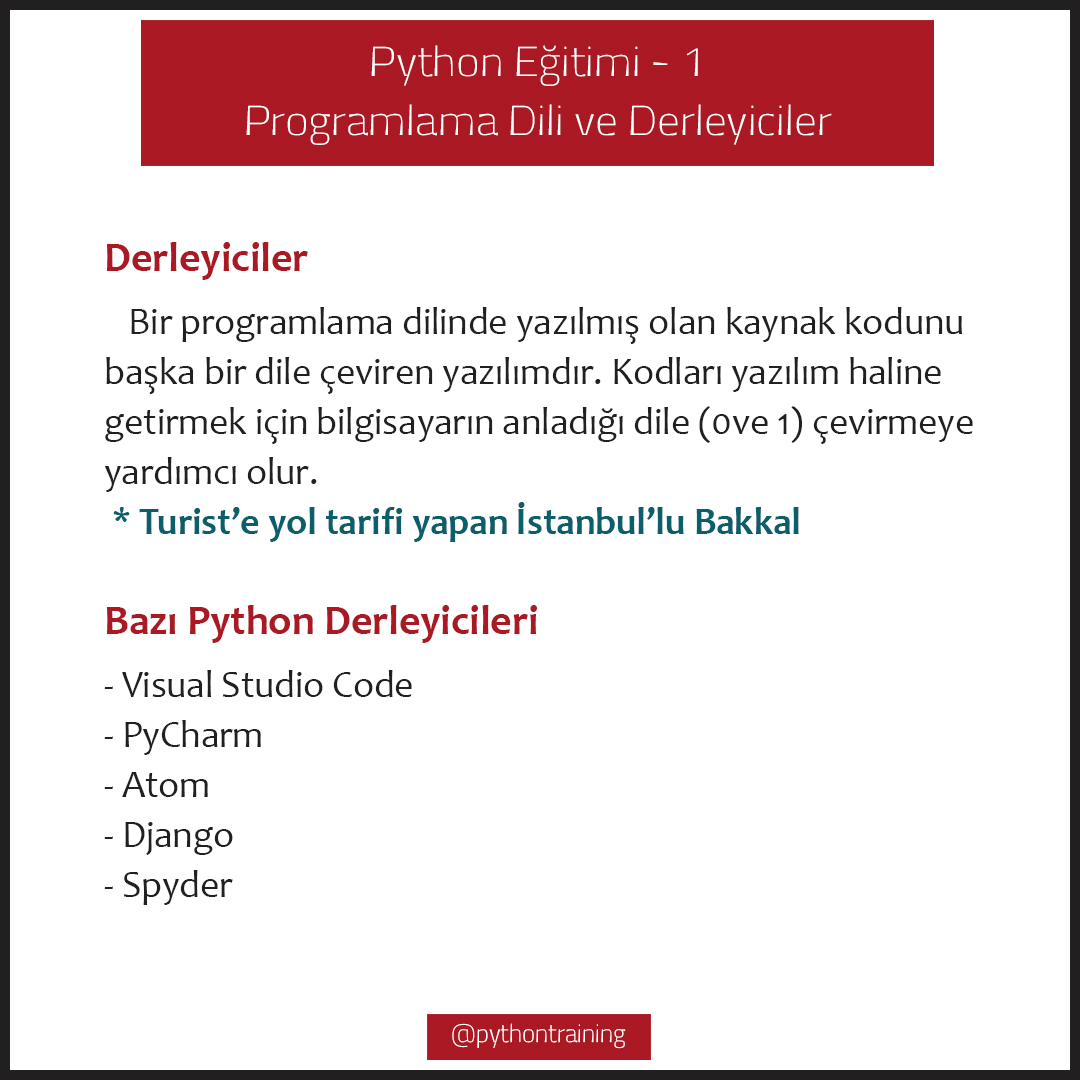 Python Eğitimi - 1
Programlama Dili ve Derleyiciler
Derleyiciler
Bir programlama dilinde yazılmış olan kaynak kodunu
başka bir dile çeviren yazılımdır. Kodları yazılım haline
getirmek için bilgisayarın anladığı dile (0ve 1) çevirmeye
yardımcı olur.
* Turist’e yol tarifi yapan İstanbul’lu Bakkal
Bazı Python Derleyicileri
- Visual Studio Code
- PyCharm
- Atom
- Django
- Spyder
@pythontraining